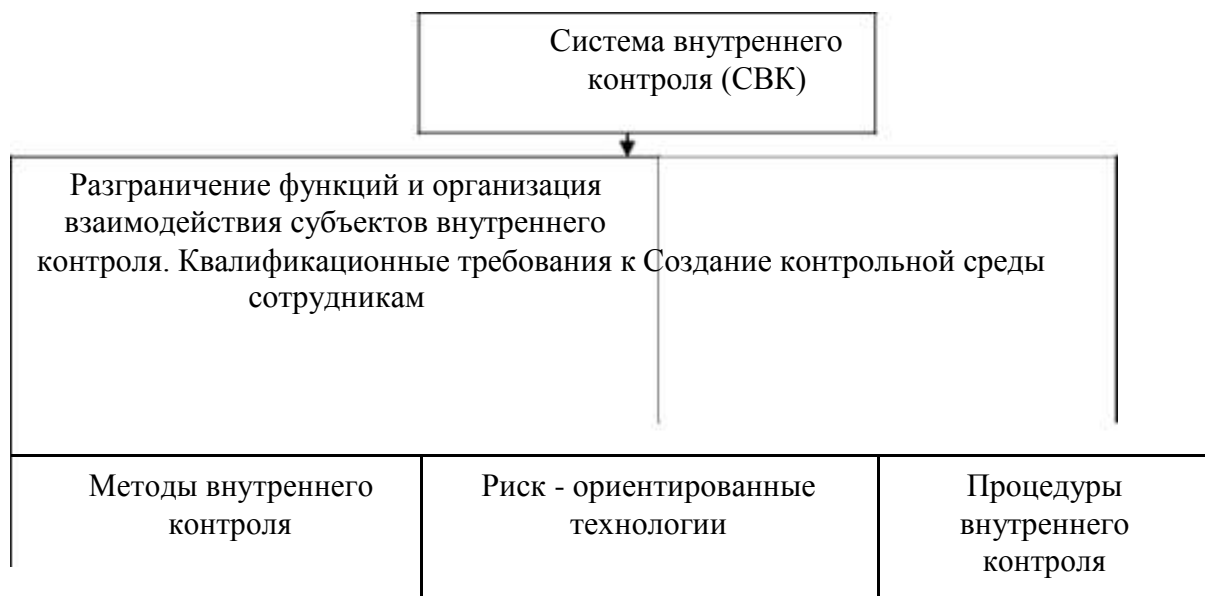 Система внутреннего
контроля (СВК)
Разграничение функций и организация
взаимодействия субъектов внутреннего
контроля. Квалификационные требования к
сотрудникам
Создание контрольной среды
Методы внутреннего
контроля
Риск - ориентированные
технологии
Процедуры
внутреннего
контроля